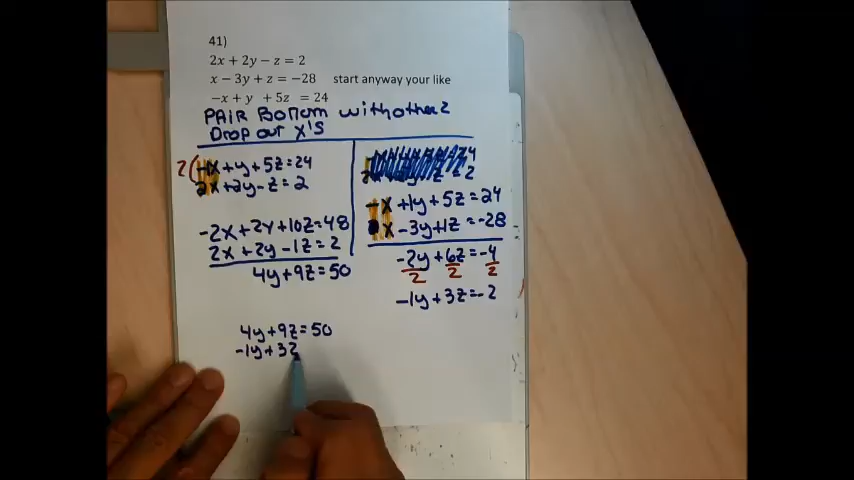 41)
2x + 2y − z = 2
x − 3y + z = −28 start anyway your like
−x + y + 5z = 24
PAIR BOTTOM with other 2
Drop out X'S
2(-1X + y + 5z = 24
2X + 2y - z = 2
-2X + 2y + 10z = 48
2X + 2y - 1z = 2
4y + 9z = 50
-X + 1y + 5z = 24
X - 3y + 1z = -28
-2y + 6z = -4
2 2 2
-1y + 3z = -2
4y + 9z = 50
-1y + 3z